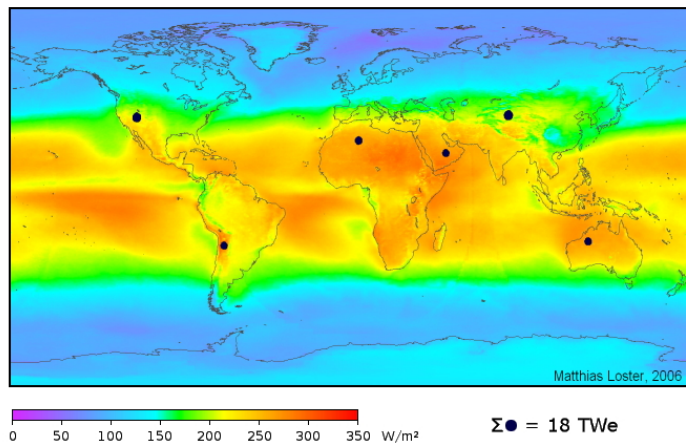 Matthias Loster, 2006
0 50 100 150 200 250 300 350 W/m²
Σ● = 18 TWe